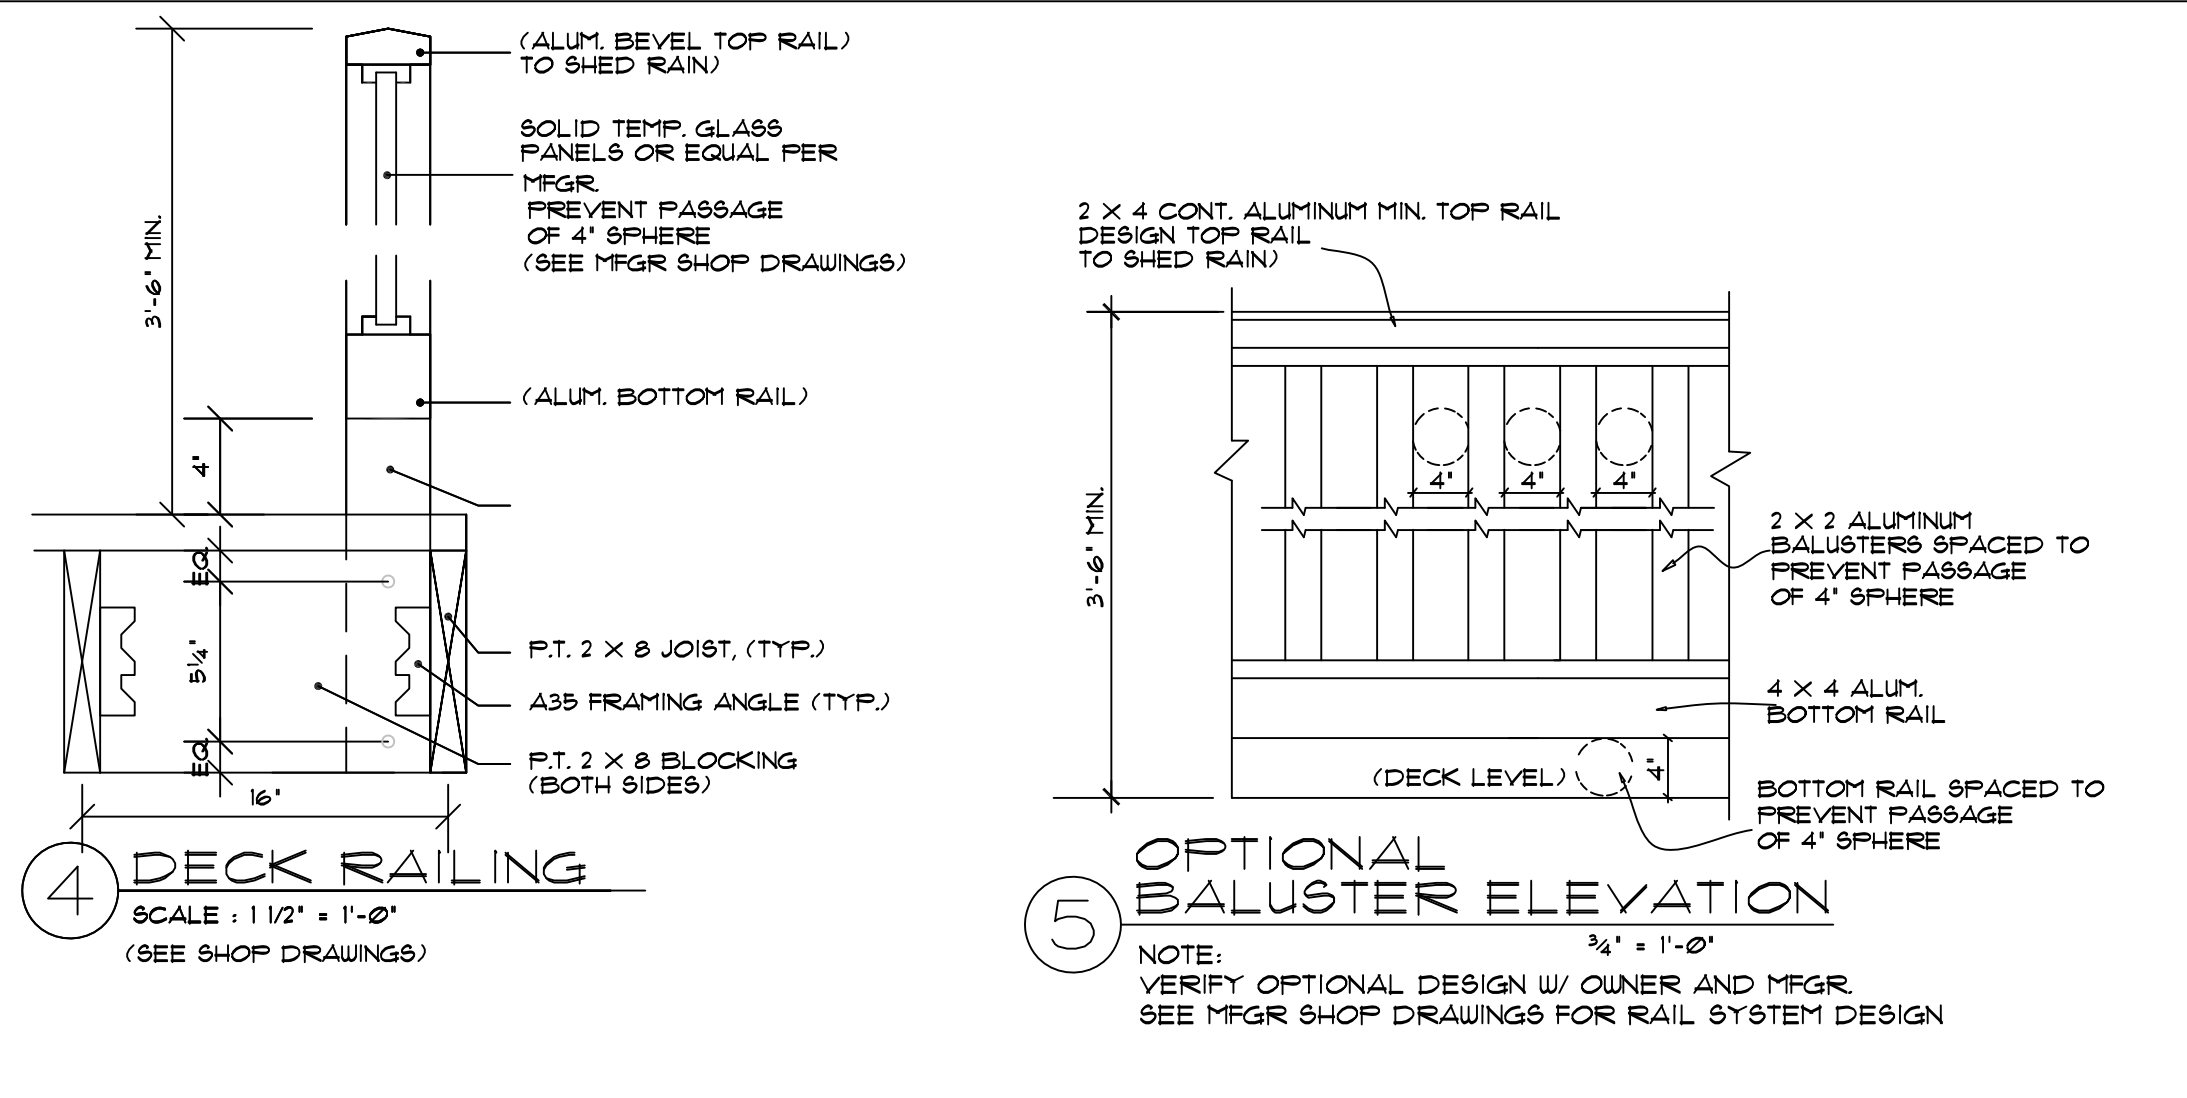 (ALUM. BEVEL TOP RAIL)
TO SHED RAIN)
SOLID TEMP. GLASS
PANELS OR EQUAL PER
MFGR.
PREVENT PASSAGE
OF 4" SPHERE
(SEE MFGR SHOP DRAWINGS)
3'-6" MIN.
(ALUM. BOTTOM RAIL)
4"
EQ.
5¼"
EQ.
P.T. 2 X 8 JOIST, (TYP.)
A35 FRAMING ANGLE (TYP.)
P.T. 2 X 8 BLOCKING
(BOTH SIDES)
16"
4
DECK RAILING
SCALE : 1 1/2" = 1'-0"
(SEE SHOP DRAWINGS)
2 X 4 CONT. ALUMINUM MIN. TOP RAIL
DESIGN TOP RAIL
TO SHED RAIN)
3'-6" MIN.
4" 4" 4"
2 X 2 ALUMINUM
BALUSTERS SPACED TO
PREVENT PASSAGE
OF 4" SPHERE
4 X 4 ALUM.
BOTTOM RAIL
(DECK LEVEL)
4"
BOTTOM RAIL SPACED TO
PREVENT PASSAGE
OF 4" SPHERE
5
OPTIONAL
BALUSTER ELEVATION
¾" = 1'-0"
NOTE:
VERIFY OPTIONAL DESIGN W/ OWNER AND MFGR.
SEE MFGR SHOP DRAWINGS FOR RAIL SYSTEM DESIGN